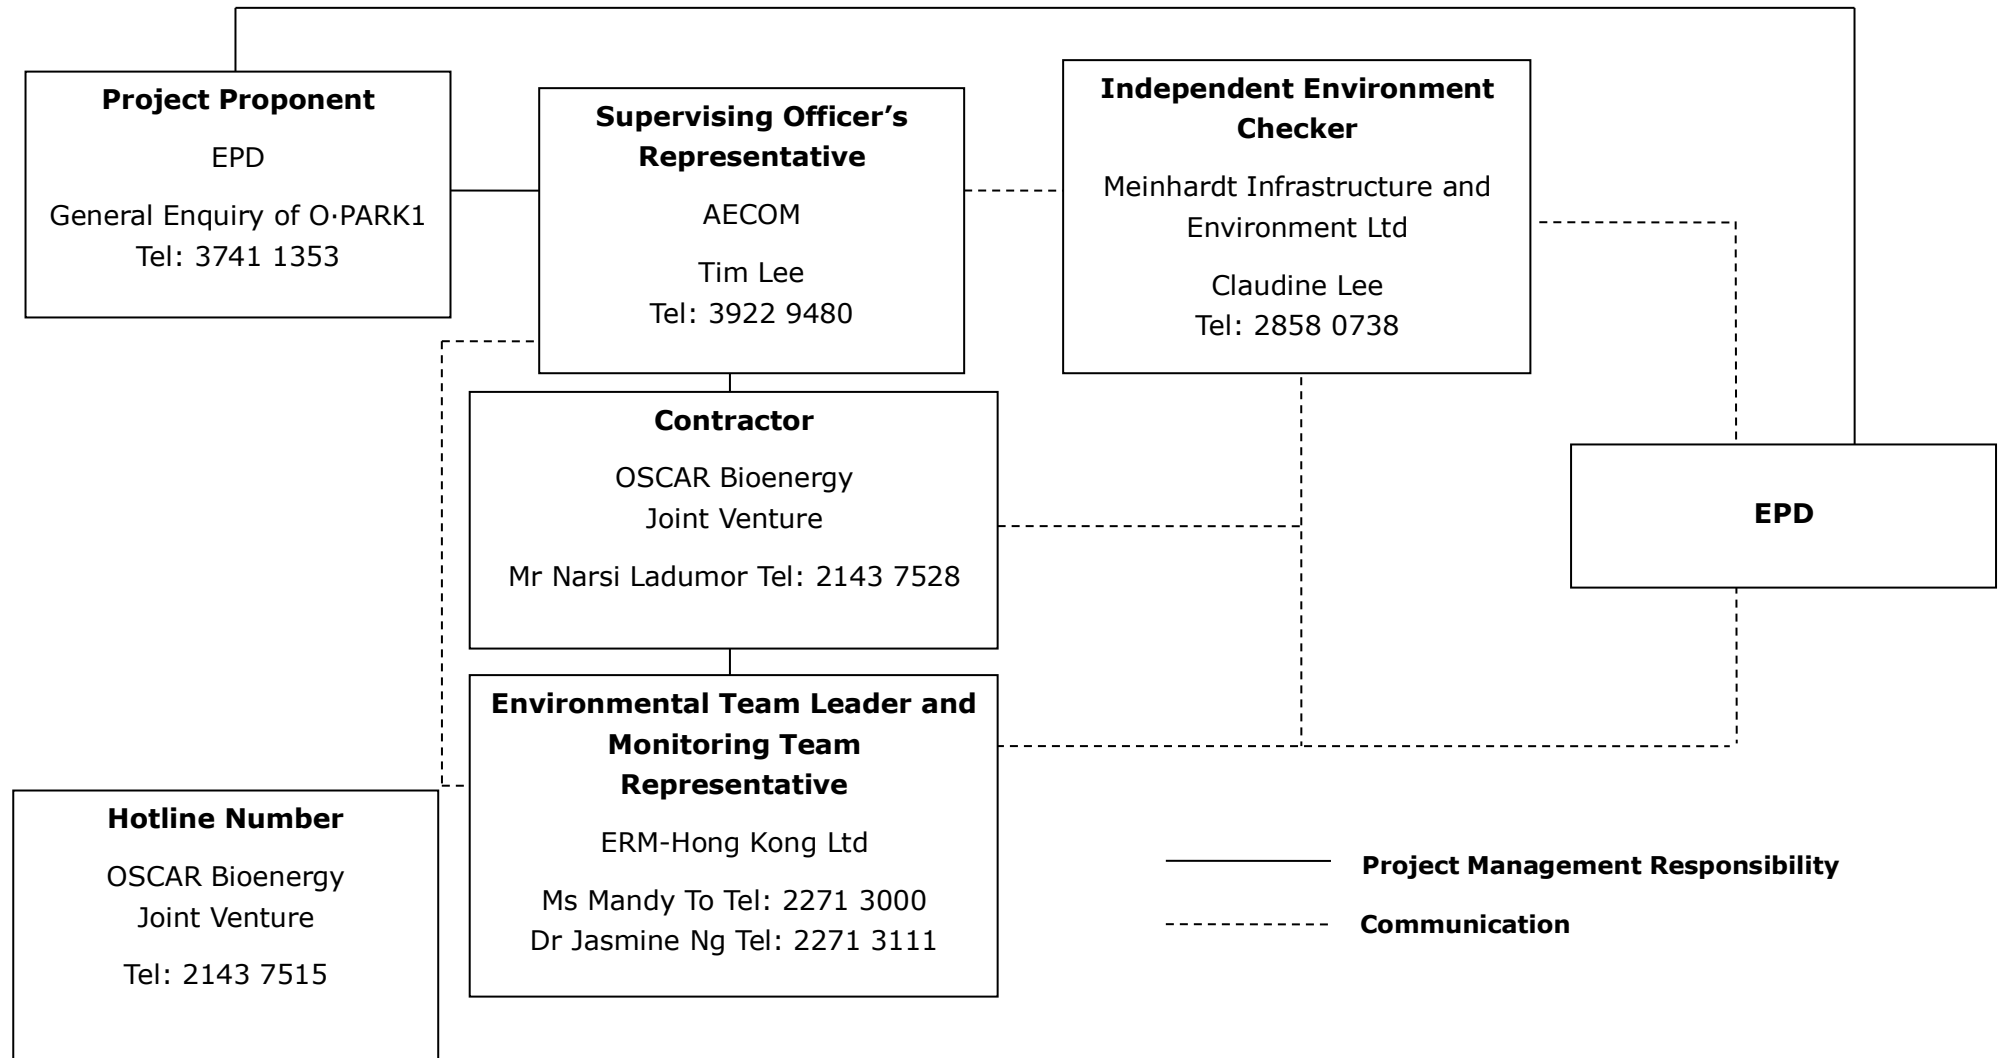 Project Proponent
EPD
General Enquiry of O·PARK1
Tel: 3741 1353
Supervising Officer’s
Representative
AECOM
Tim Lee
Tel: 3922 9480
Independent Environment
Checker
Meinhardt Infrastructure and
Environment Ltd
Claudine Lee
Tel: 2858 0738
Contractor
OSCAR Bioenergy
Joint Venture
Mr Narsi Ladumor Tel: 2143 7528
EPD
Environmental Team Leader and
Monitoring Team
Representative
ERM-Hong Kong Ltd
Ms Mandy To Tel: 2271 3000
Dr Jasmine Ng Tel: 2271 3111
Hotline Number
OSCAR Bioenergy
Joint Venture
Tel: 2143 7515
Project Management Responsibility
Communication